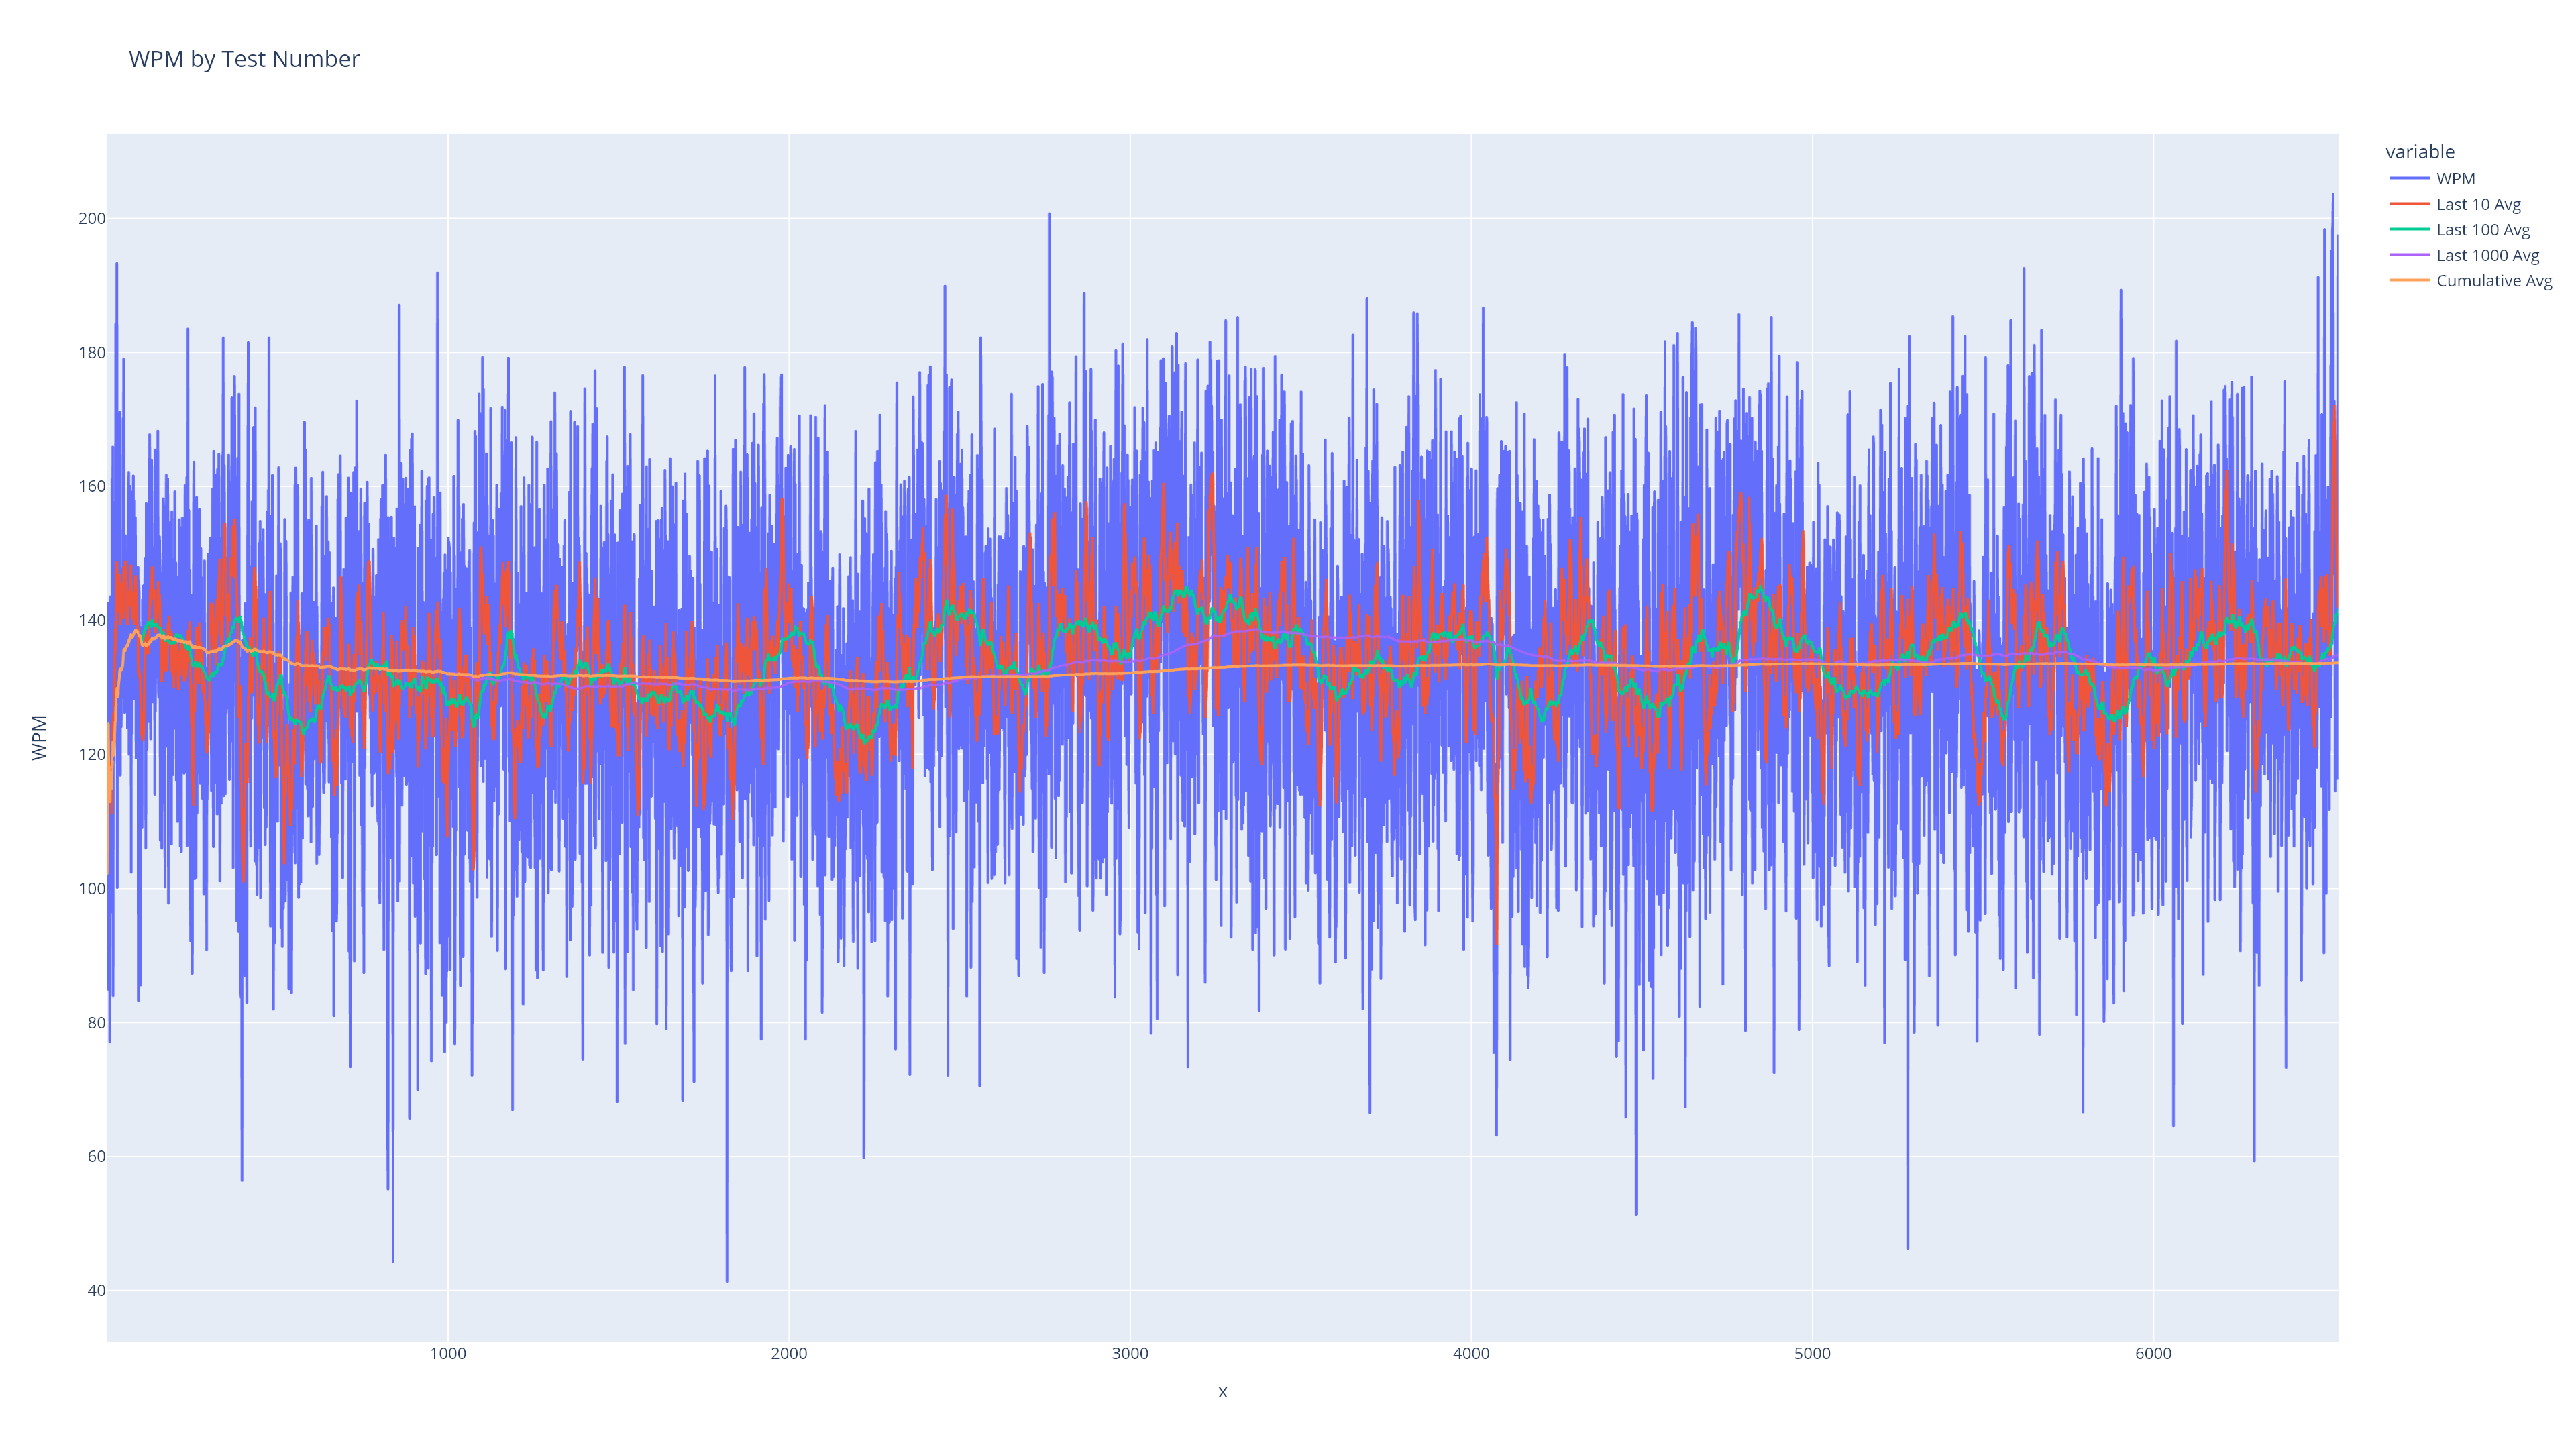 WPM by Test Number
variable
WPM
Last 10 Avg
Last 100 Avg
Last 1000 Avg
Cumulative Avg
200
180
160
140
120
100
80
60
40
WPM
1000
2000
3000
4000
5000
6000
x